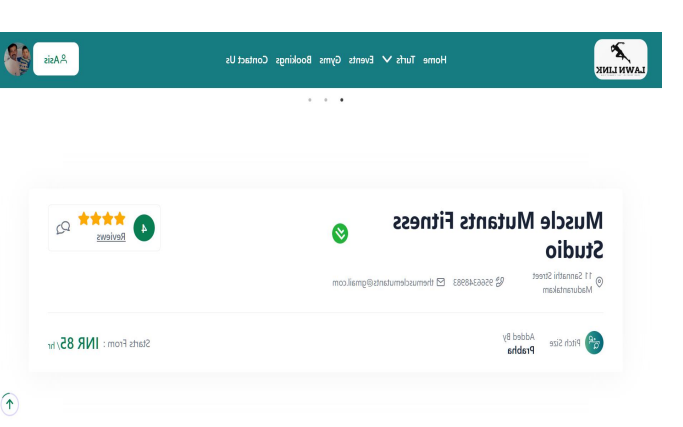 LAWN LINK
Home Turfs Events Gyms Bookings Contact Us
Asis
Muscle Mutants Fitness
Studio
11 Sannathi Street
Madurantakam
9566348983
themusclemutants@gmail.com
4
Reviews
Pitch Size
Added By
Prabha
Starts From : INR 85/ hr